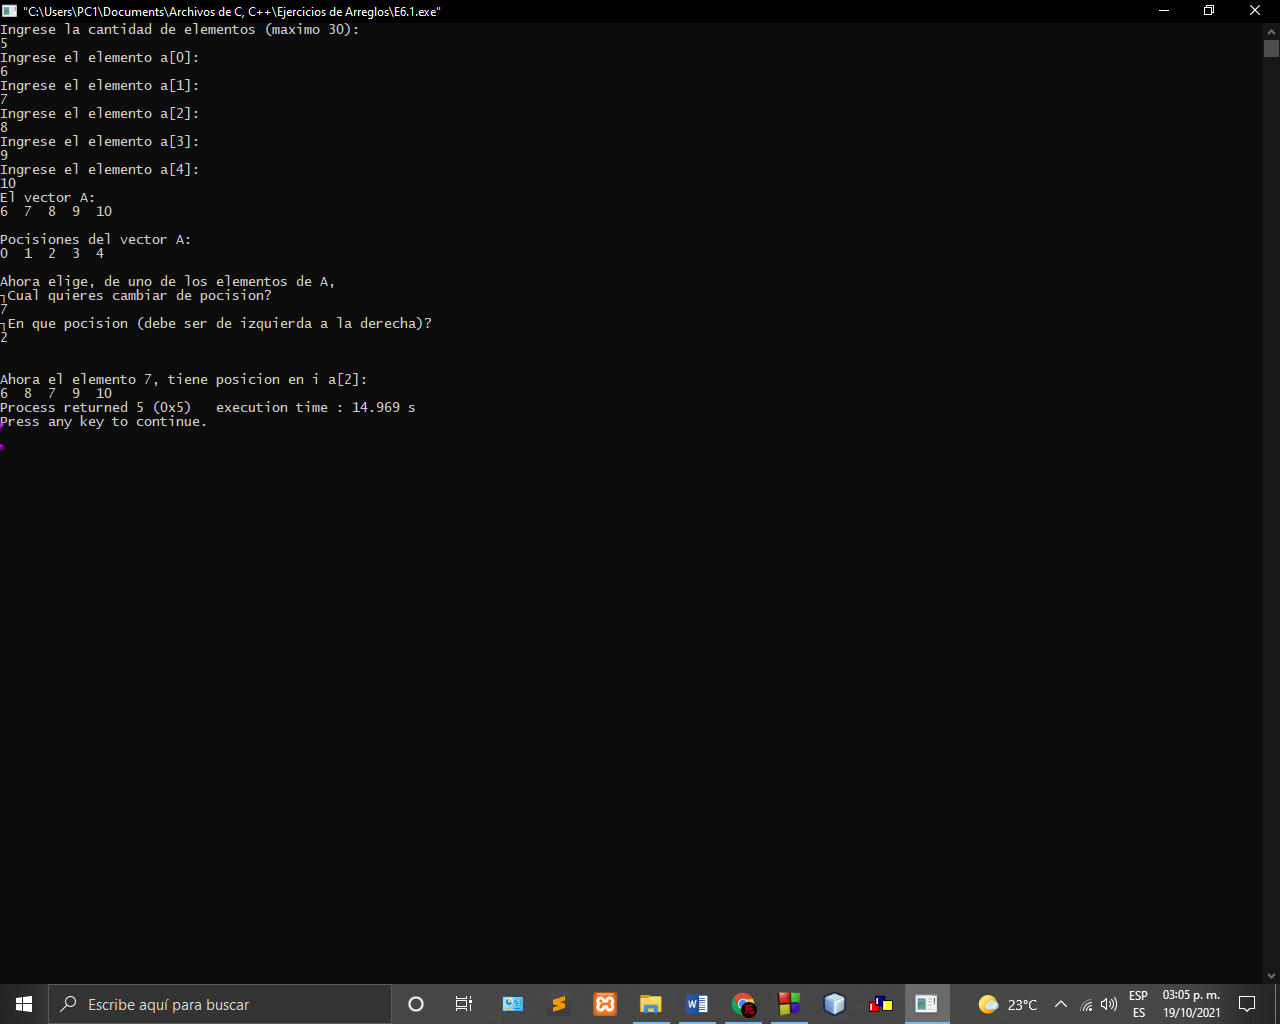 "C:\Users\PC1\Documents\Archivos de C, C++\Ejercicios de Arreglos\E6.1.exe"
Ingrese la cantidad de elementos (maximo 30):
5
Ingrese el elemento a[0]:
6
Ingrese el elemento a[1]:
7
Ingrese el elemento a[2]:
8
Ingrese el elemento a[3]:
9
Ingrese el elemento a[4]:
10
El vector A:
6  7  8  9  10
Pocisiones del vector A:
0  1  2  3  4
Ahora elige, de uno de los elementos de A,
┐Cual quieres cambiar de pocision?
7
┐En que pocision (debe ser de izquierda a la derecha)?
2
Ahora el elemento 7, tiene posicion en i a[2]:
6  8  7  9  10
Process returned 5 (0x5)   execution time : 14.969 s
Press any key to continue.
Escribe aquí para buscar
23°C
ESP
ES
03:05 p. m.
19/10/2021